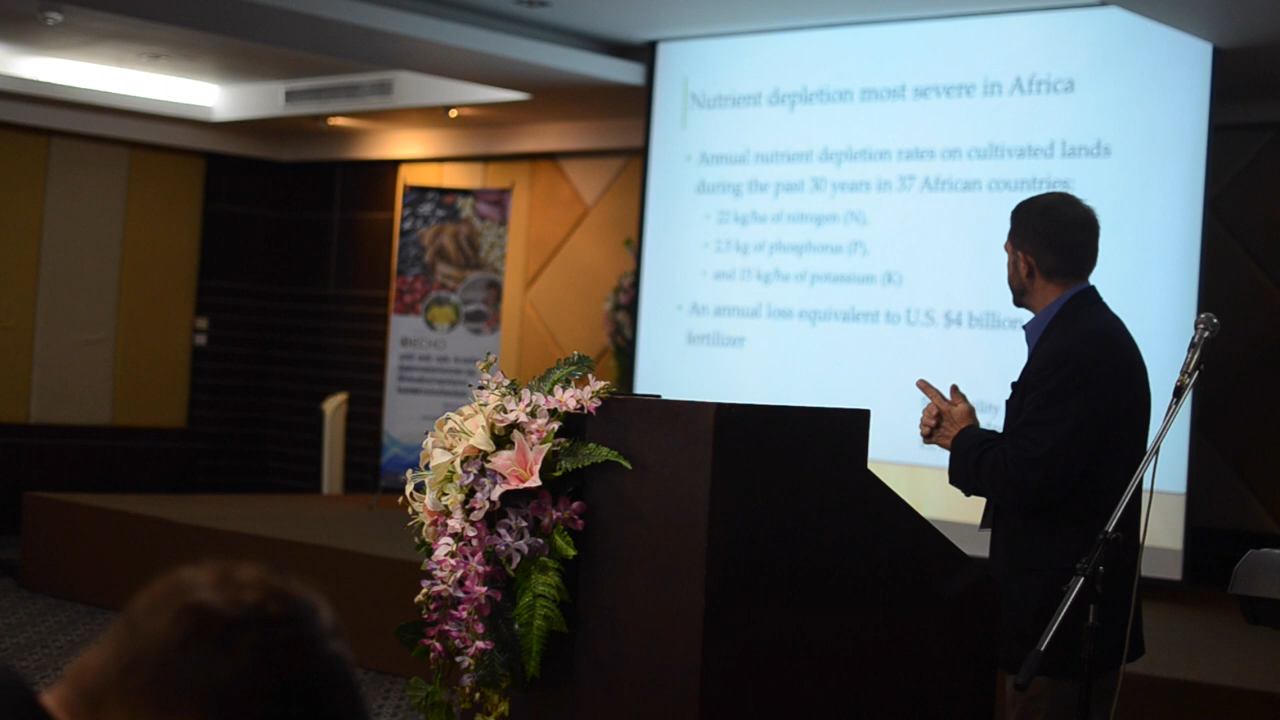 Nutrient depletion most severe in Africa
• Annual nutrient depletion rates on cultivated lands
during the past 30 years in 37 African countries:
• 22 kg/ha of nitrogen (N),
• 2.5 kg of phosphorus (P),
• and 15 kg/ha of potassium (K)
• An annual loss equivalent to U.S. $4 billion
fertilizer
ECHO